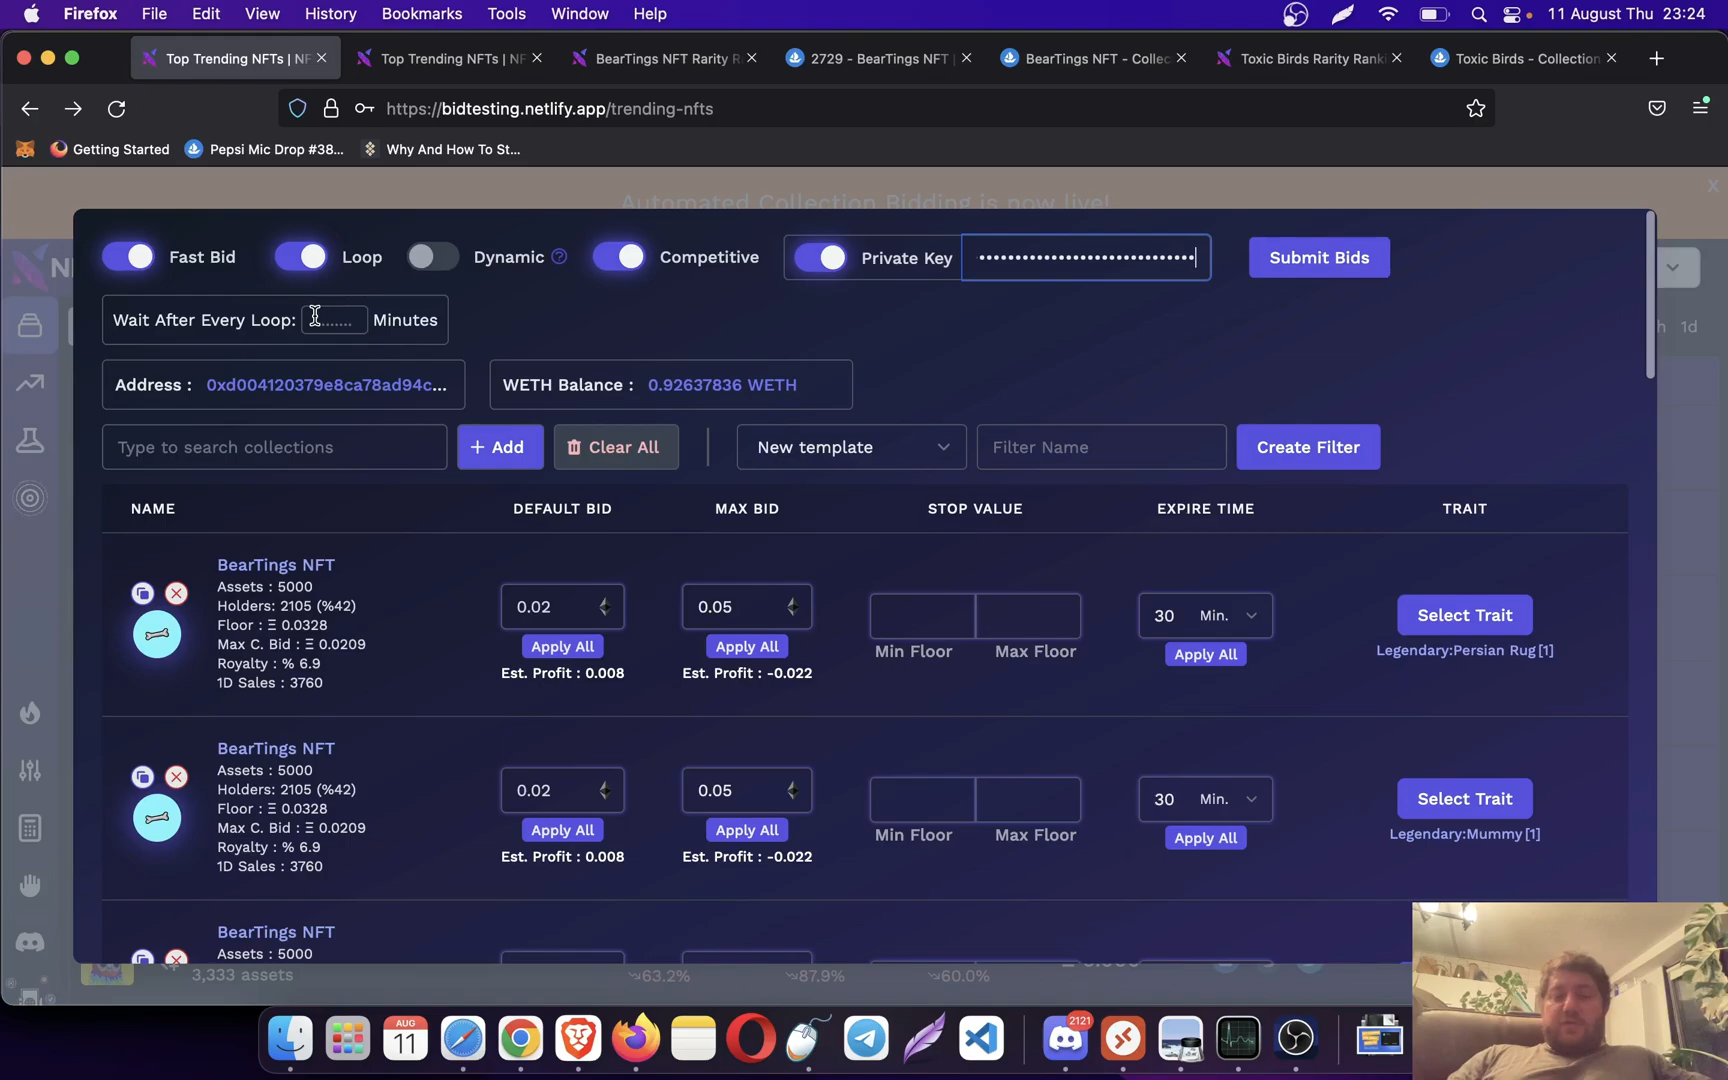 Firefox File Edit View History Bookmarks Tools Window Help 11 August Thu 23:24
Top Trending NFTs | NF Top Trending NFTs | NF BearTings NFT Rarity R 2729 - BearTings NFT | BearTings NFT - Collec Toxic Birds Rarity Ranki Toxic Birds - Collection
https://bidtesting.netlify.app/trending-nfts
Getting Started Pepsi Mic Drop #38... Why And How To St...
Automated Collection Bidding is now live!
X
Fast Bid Loop Dynamic ? Competitive Private Key Submit Bids
Wait After Every Loop: Minutes
1d
Address : 0xd004120379e8ca78ad94c... WETH Balance : 0.92637836 WETH
Type to search collections + Add Clear All New template Filter Name Create Filter
NAME DEFAULT BID MAX BID STOP VALUE EXPIRE TIME TRAIT
BearTings NFT
Assets : 5000
Holders: 2105 (%42)
Floor : Ξ 0.0328
Max C. Bid : Ξ 0.0209
Royalty : % 6.9
1D Sales : 3760
0.02
Apply All
Est. Profit : 0.008
0.05
Apply All
Est. Profit : -0.022
Min Floor Max Floor
30 Min.
Apply All
Select Trait
Legendary:Persian Rug[1]
BearTings NFT
Assets : 5000
Holders: 2105 (%42)
Floor : Ξ 0.0328
Max C. Bid : Ξ 0.0209
Royalty : % 6.9
1D Sales : 3760
0.02
Apply All
Est. Profit : 0.008
0.05
Apply All
Est. Profit : -0.022
Min Floor Max Floor
30 Min.
Apply All
Select Trait
Legendary:Mummy[1]
BearTings NFT
Assets : 5000
3,333 assets 63.2% 87.9% 60.0%
AUG
11
2121